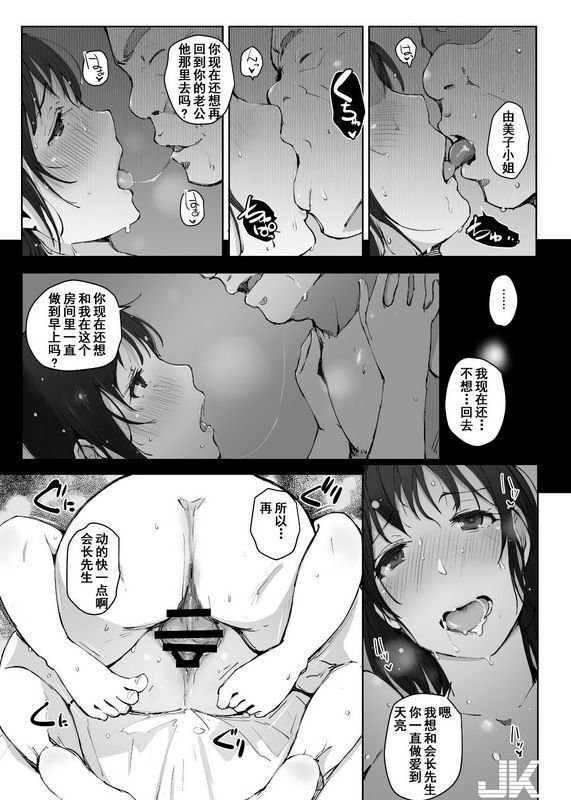 由美子小姐
くちゅ
你现在还想再
回到你的老公
他那里去吗？
……
我现在还…
不想…回去
你现在还想
和我在这个
房间里一直
做到早上吗？
嗯
我想和会长先生
你一直做爱到
天亮
所以…
再
动的快一点啊
会长先生
JK